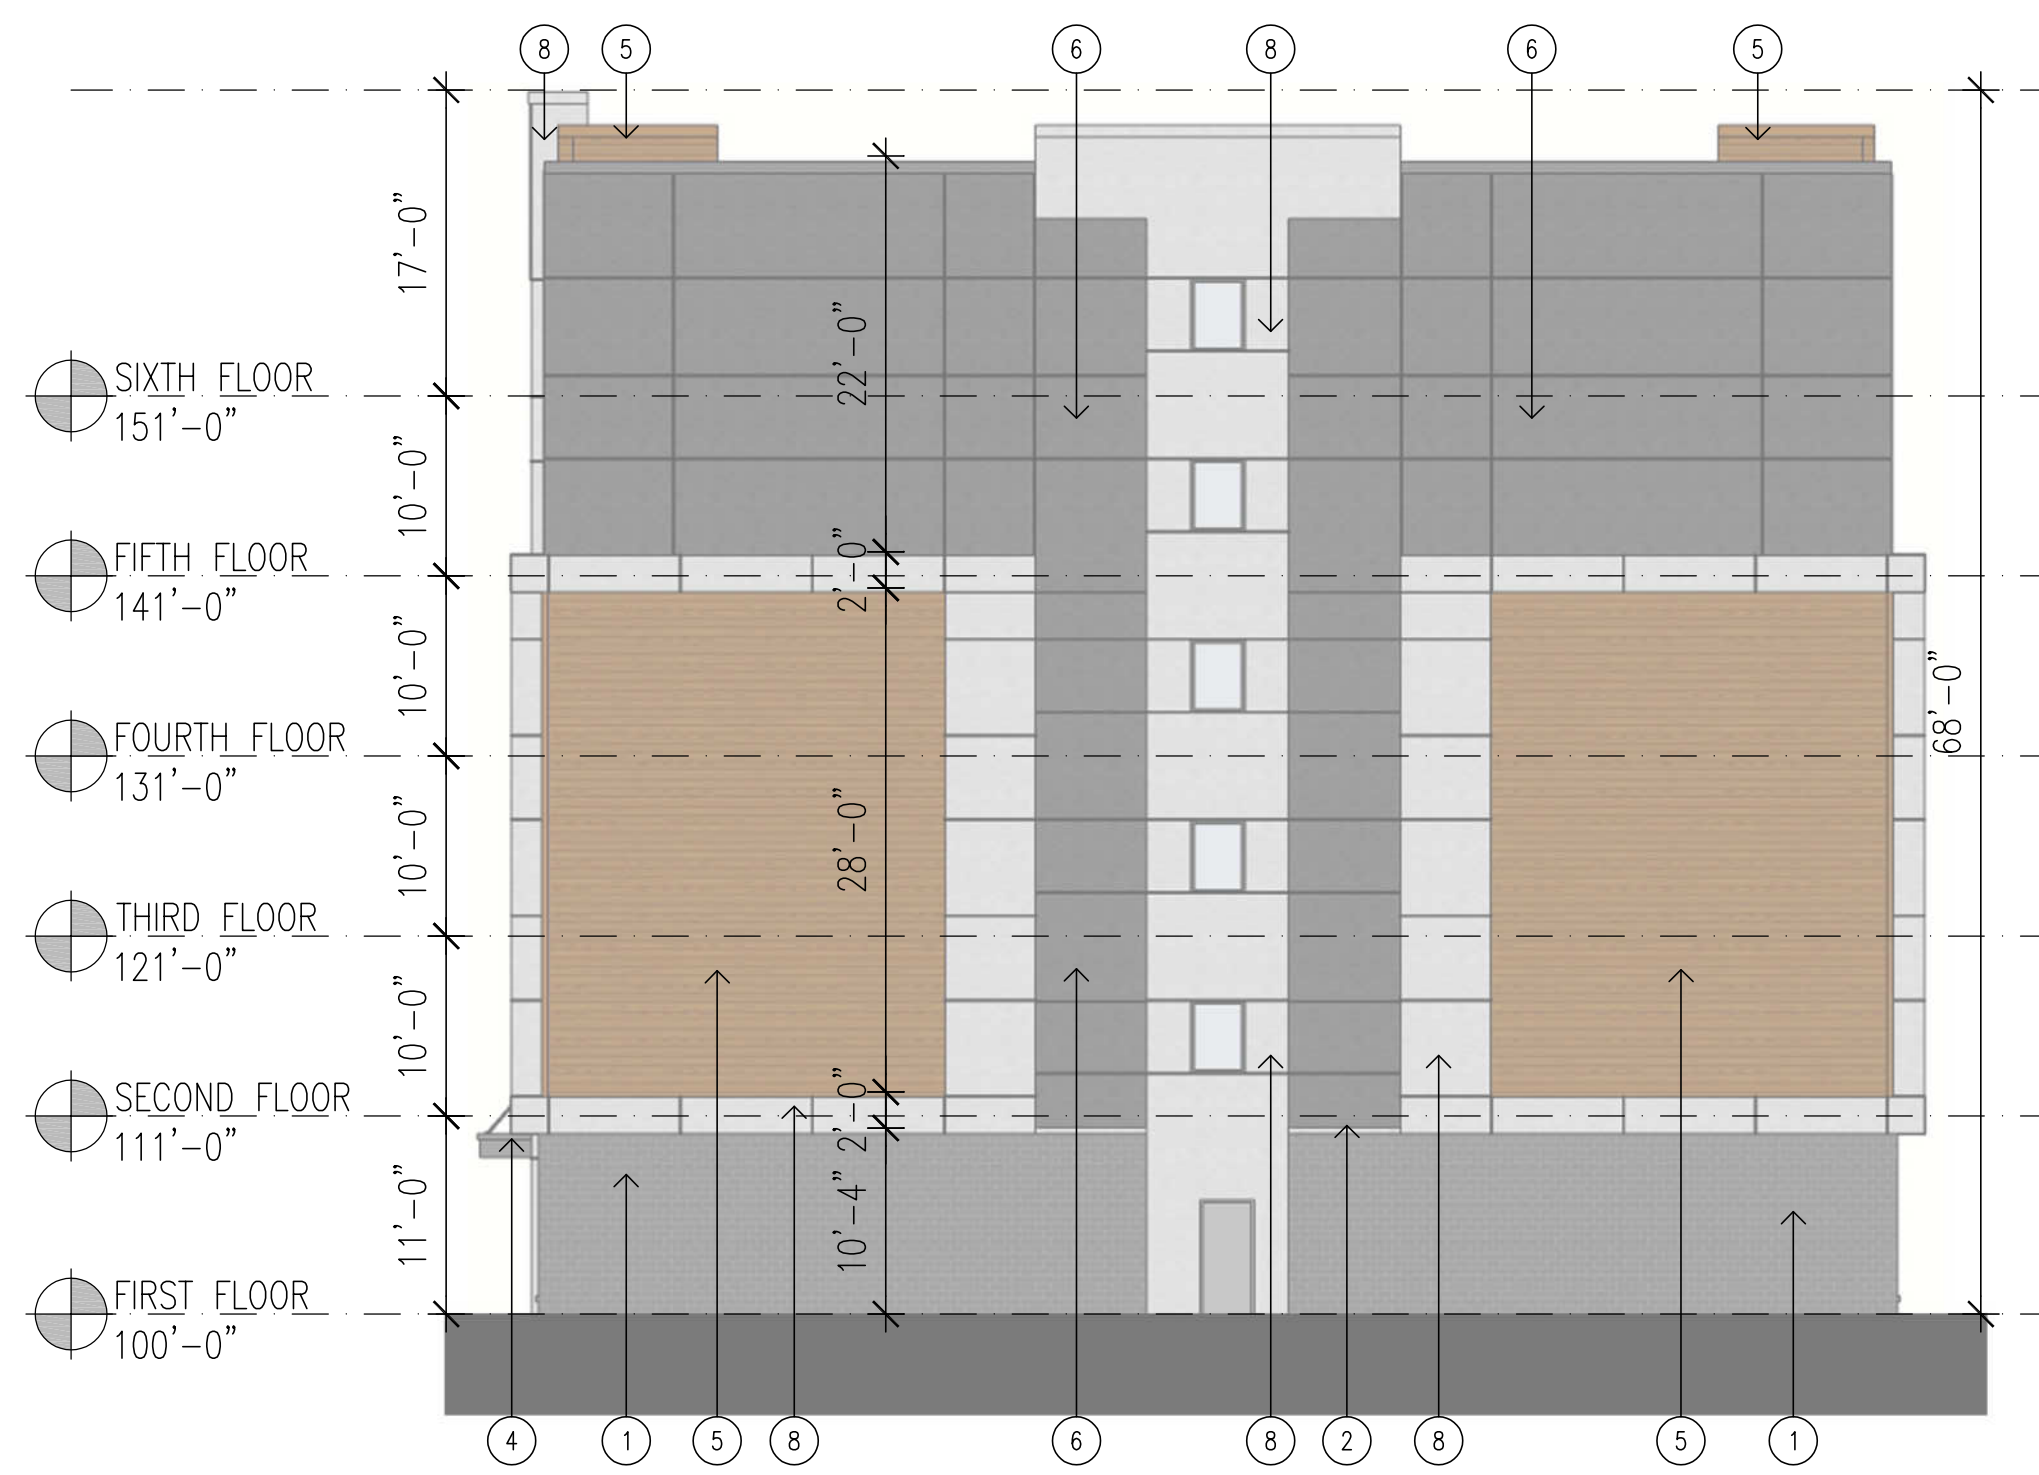 8 5 6 8 6 5
17'-0"
22'-0"
SIXTH FLOOR
151'-0"
10'-0"
FIFTH FLOOR
141'-0"
2'-0"
10'-0"
68'-0"
FOURTH FLOOR
131'-0"
10'-0"
28'-0"
THIRD FLOOR
121'-0"
10'-0"
SECOND FLOOR
111'-0"
2'-0"
11'-0"
10'-4"
FIRST FLOOR
100'-0"
4 1 5 8 6 8 2 8 5 1